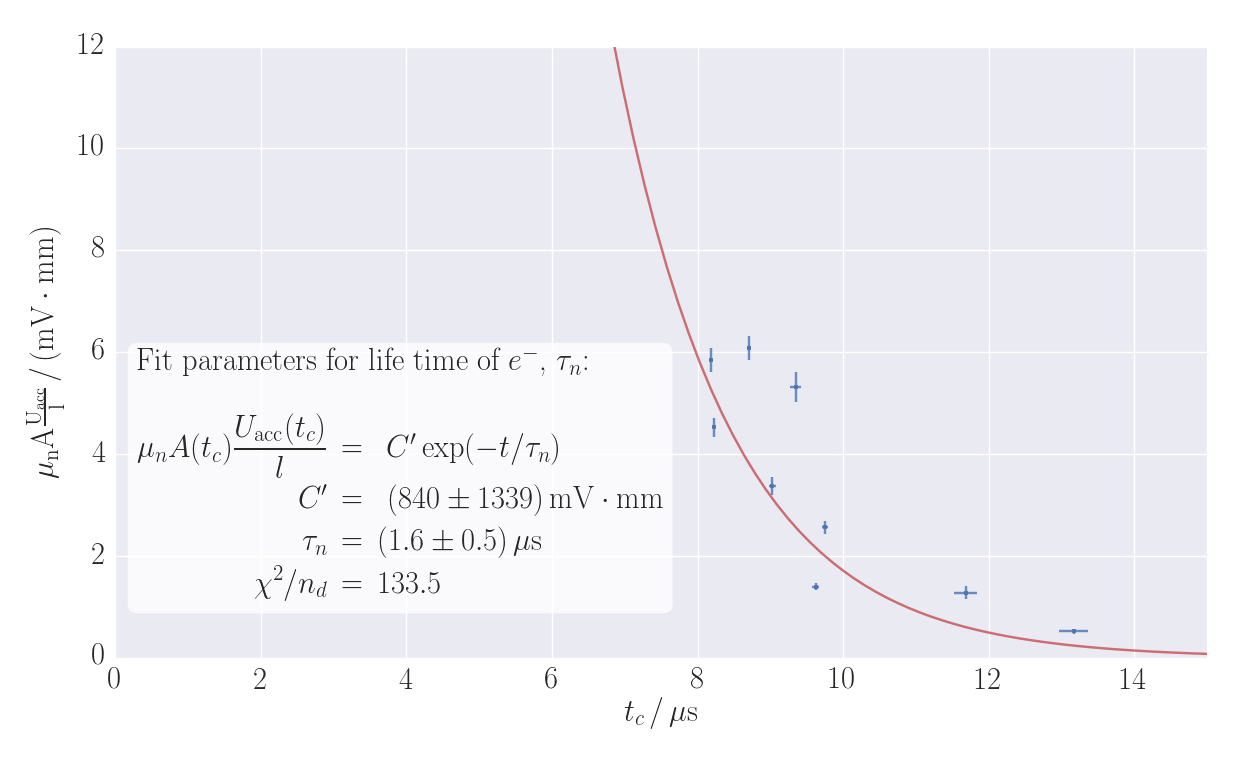 12
10
8
6
4
2
0
μ_n A U_acc/l / (mV · mm)
Fit parameters for life time of e⁻, τ_n:
μ_n A(t_c) U_acc(t_c)/l = C′ exp(−t/τ_n)
C′ = (840 ± 1339) mV · mm
τ_n = (1.6 ± 0.5) μs
χ²/n_d = 133.5
0 2 4 6 8 10 12 14
t_c / μs